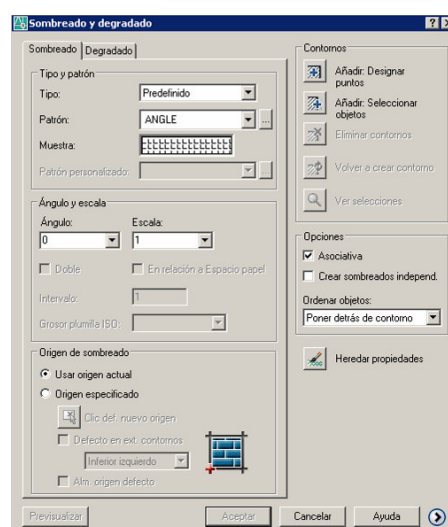 Sombreado y degradado
Sombreado
Degradado
Tipo y patrón
Tipo:
Predefinido
Patrón:
ANGLE
...
Muestra:
Patrón personalizado:
Ángulo y escala
Ángulo:
Escala:
0
1
Doble
En relación a Espacio papel
Intervalo:
1
Grosor plumilla ISO:
Origen de sombreado
Usar origen actual
Origen especificado
Clic def. nuevo origen
Defecto en ext. contornos
Inferior izquierdo
Alm. origen defecto
Contornos
Añadir: Designar
puntos
Añadir: Seleccionar
objetos
Eliminar contornos
Volver a crear contorno
Ver selecciones
Opciones
Asociativa
Crear sombreados independ.
Ordenar objetos:
Poner detrás de contorno
Heredar propiedades
Previsualizar
Aceptar
Cancelar
Ayuda